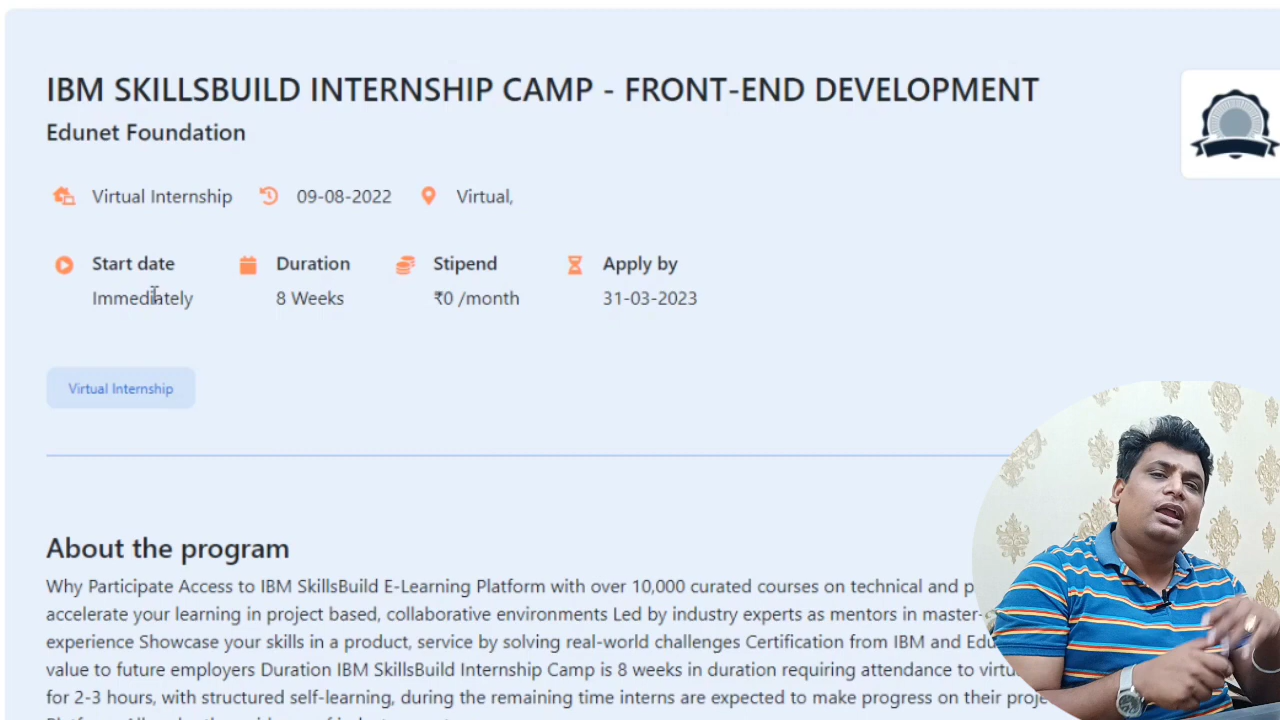 IBM SKILLSBUILD INTERNSHIP CAMP - FRONT-END DEVELOPMENT
Edunet Foundation
Virtual Internship 09-08-2022 Virtual,
Start date Duration Stipend Apply by
Immediately 8 Weeks ₹0 /month 31-03-2023
Virtual Internship
About the program
Why Participate Access to IBM SkillsBuild E-Learning Platform with over 10,000 curated courses on technical and
accelerate your learning in project based, collaborative environments Led by industry experts as mentors in master-
experience Showcase your skills in a product, service by solving real-world challenges Certification from IBM and
value to future employers Duration IBM SkillsBuild Internship Camp is 8 weeks in duration requiring attendance to
for 2-3 hours, with structured self-learning, during the remaining time interns are expected to make progress on their